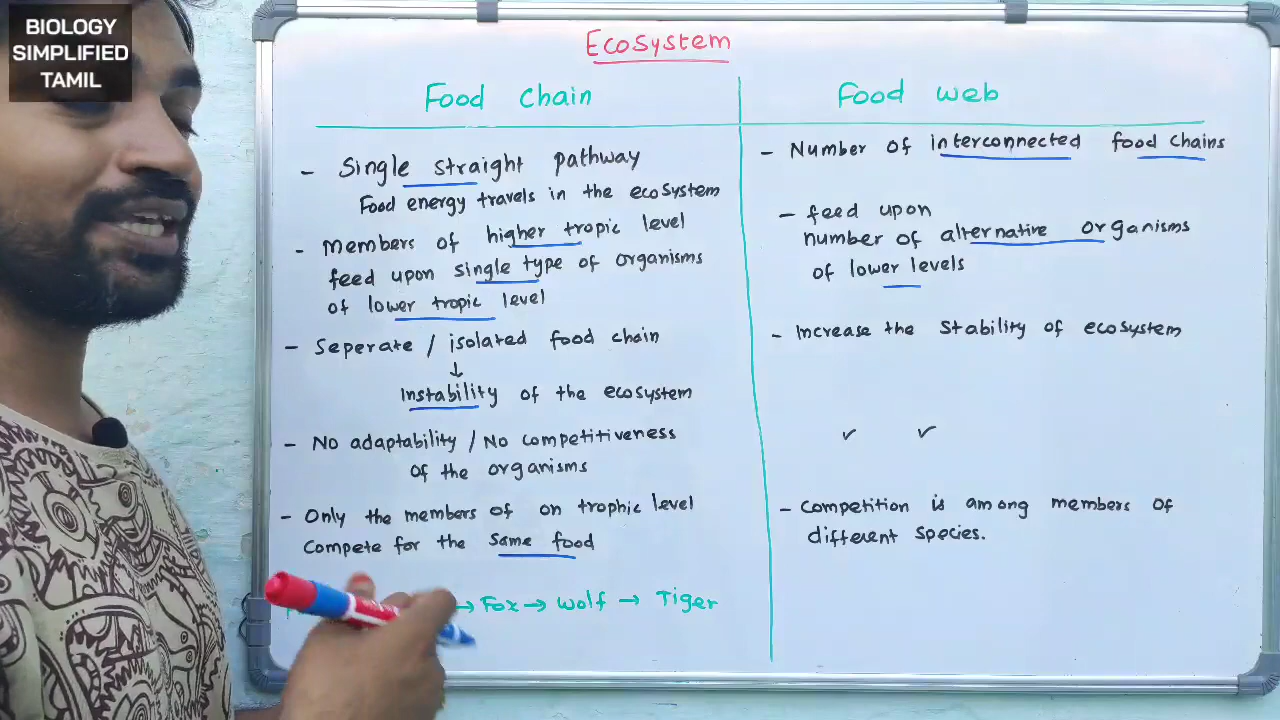 BIOLOGY
SIMPLIFIED
TAMIL
Ecosystem
Food chain
- Single straight pathway
Food energy travels in the ecosystem
- Members of higher tropic level
feed upon single type of organisms
of lower tropic level
- Seperate / isolated food chain
↓
Instability of the ecosystem
- No adaptability / No competitiveness
of the organisms
- Only the members of on trophic level
Compete for the same food
→ Fox → Wolf → Tiger
Food web
- Number of interconnected food chains
- feed upon
number of alternative organisms
of lower levels
- Increase the stability of ecosystem
✓ ✓
- Competition is among members of
different species.